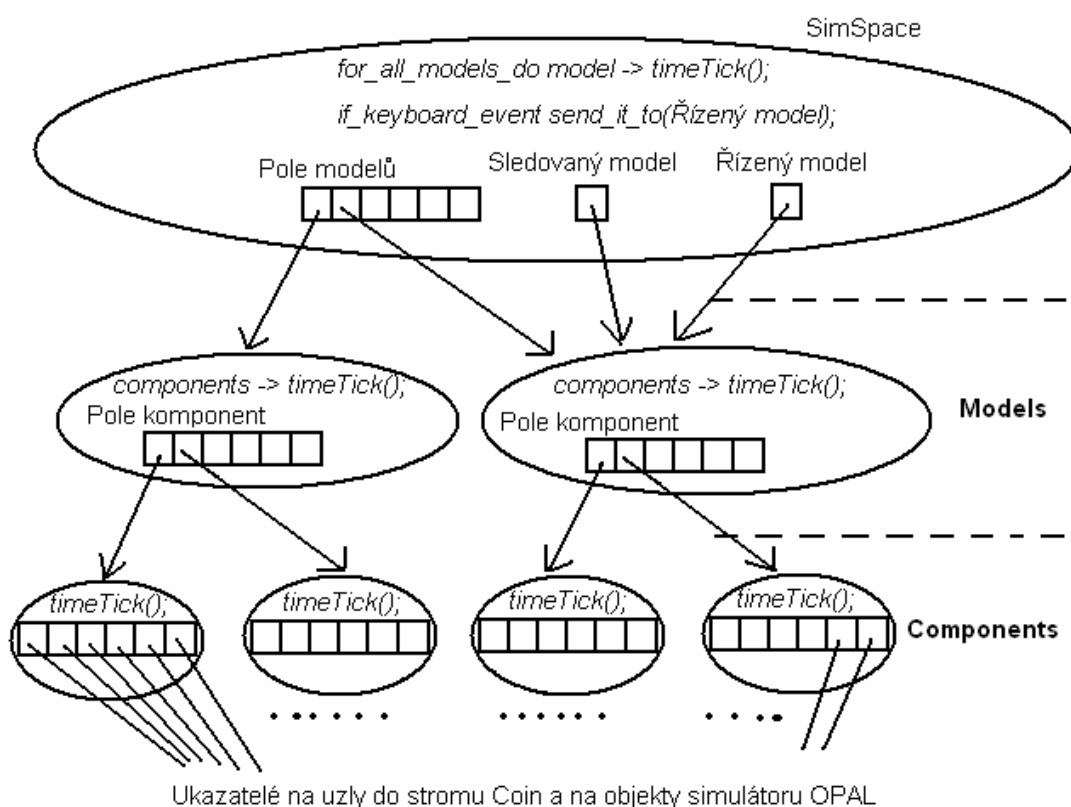 SimSpace
for_all_models_do model -> timeTick();
if_keyboard_event send_it_to(Řízený model);
Pole modelů Sledovaný model Řízený model
components -> timeTick(); components -> timeTick();
Pole komponent Pole komponent Models
timeTick(); timeTick(); timeTick(); timeTick();
Components
Ukazatelé na uzly do stromu Coin a na objekty simulátoru OPAL